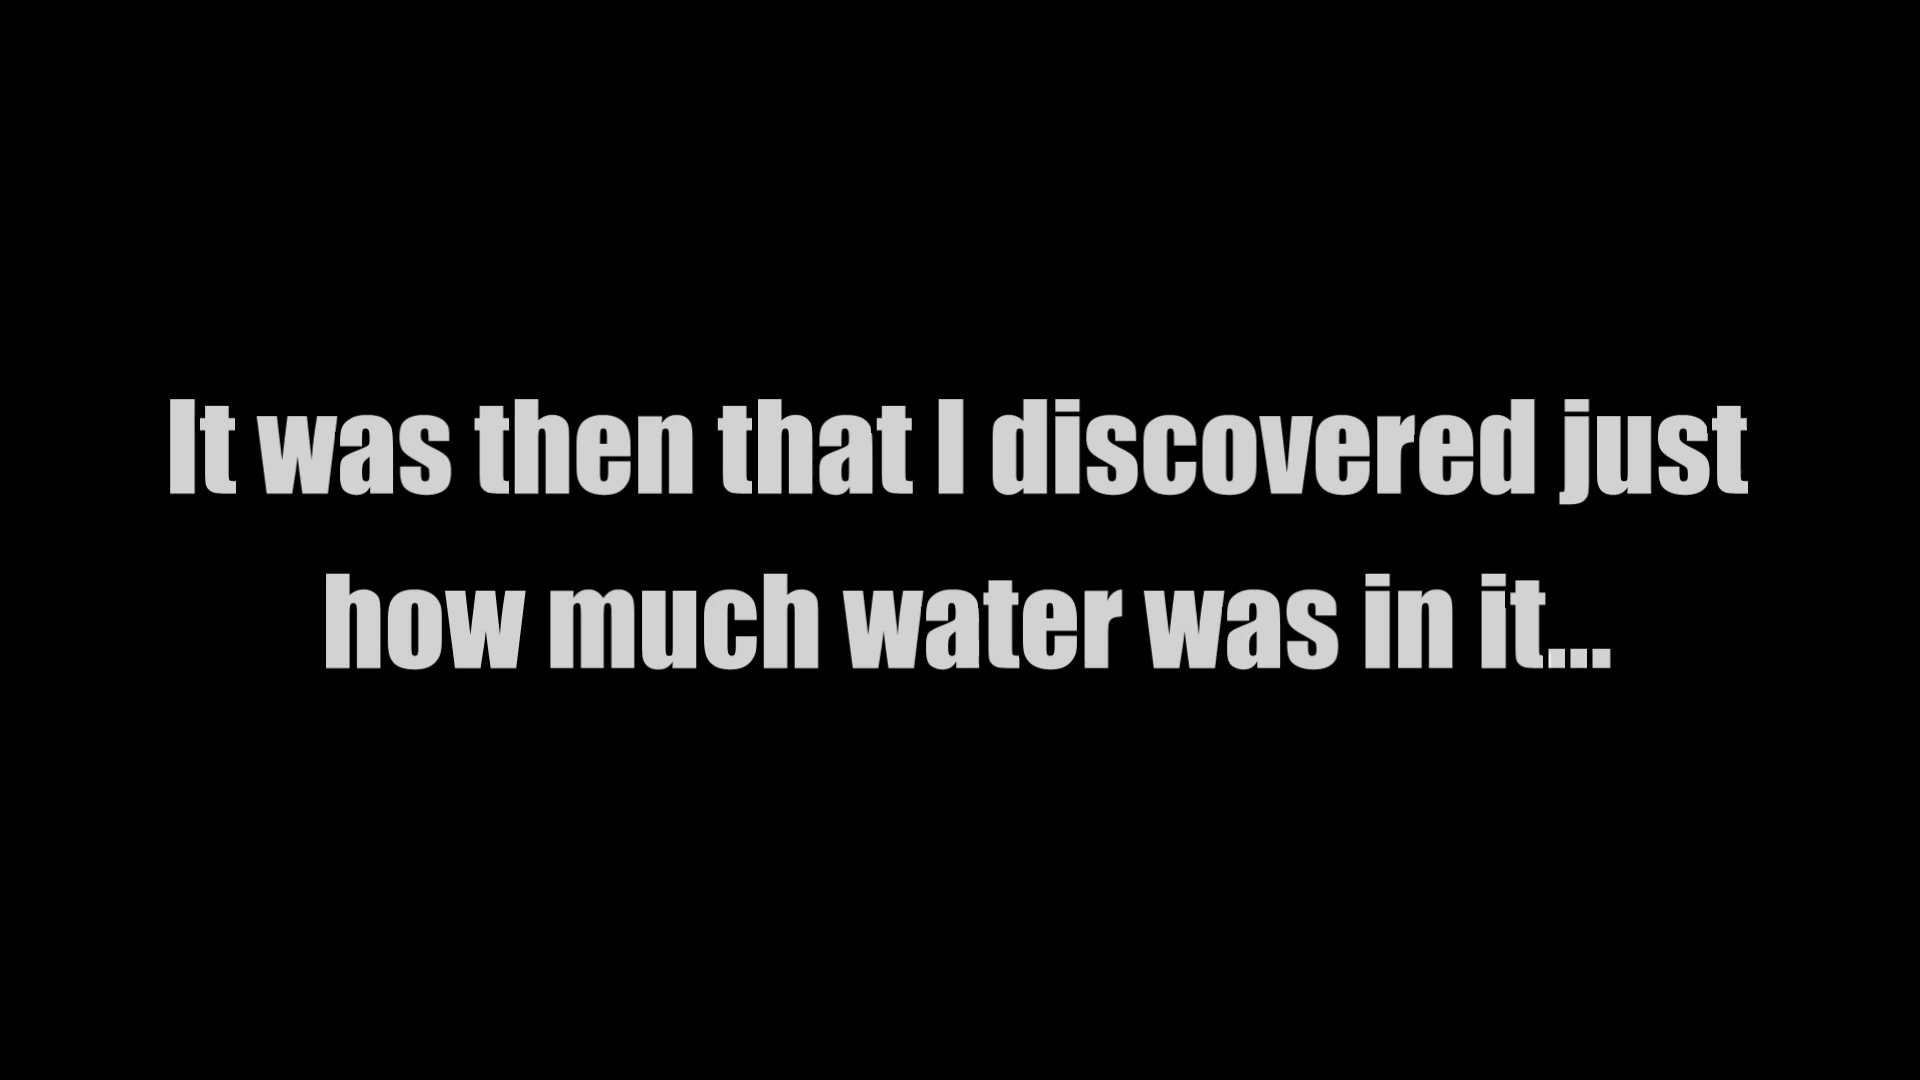 It was then that I discovered just
how much water was in it...